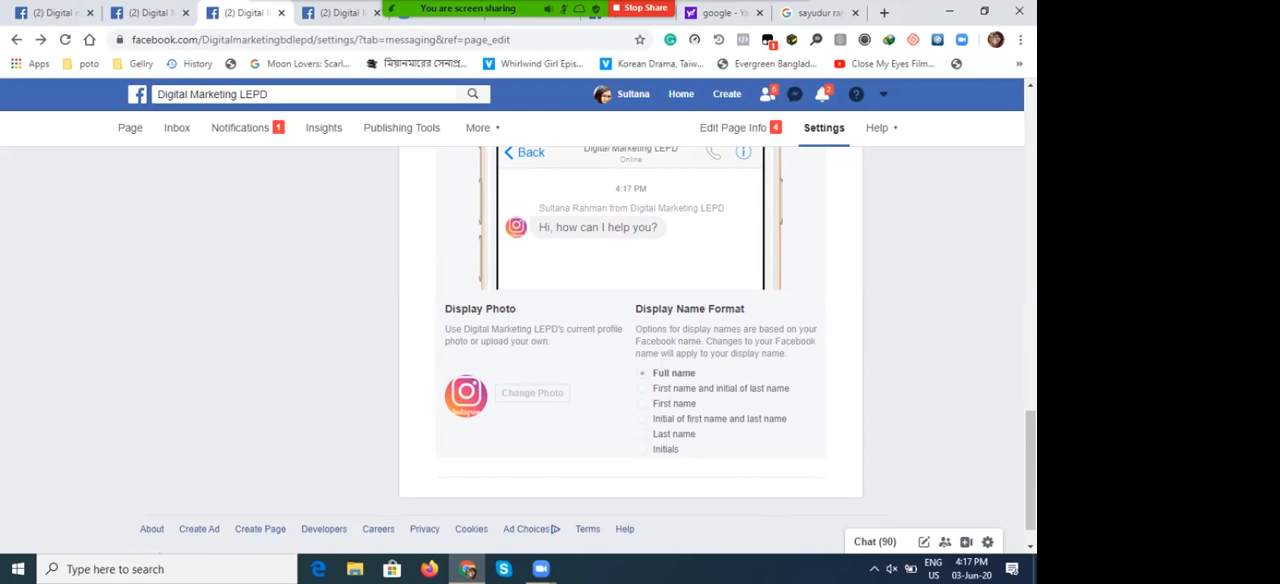 (2) Digital
(2) Digital M
(2) Digital I
(2) Digital
You are screen sharing
Stop Share
google - Ya
sayudur rah
facebook.com/Digitalmarketingbdlepd/settings/?tab=messaging&ref=page_edit
1
Apps
poto
Gellry
History
Moon Lovers: Scarl...
মিয়ানমারের সেনাপ্র...
Whirlwind Girl Epis...
Korean Drama, Taiw...
Evergreen Banglad...
Close My Eyes Film...
»
Digital Marketing LEPD
Sultana
Home
Create
6
2
Page
Inbox
Notifications 1
Insights
Publishing Tools
More
Edit Page Info 4
Settings
Help
Back
Digital Marketing LEPD
Online
4:17 PM
Sultana Rahman from Digital Marketing LEPD
Hi, how can I help you?
Display Photo
Use Digital Marketing LEPD's current profile
photo or upload your own.
Instagram
Change Photo
Display Name Format
Options for display names are based on your
Facebook name. Changes to your Facebook
name will apply to your display name.
Full name
First name and initial of last name
First name
Initial of first name and last name
Last name
Initials
About
Create Ad
Create Page
Developers
Careers
Privacy
Cookies
Ad Choices
Terms
Help
Chat (90)
Type here to search
ENG
US
4:17 PM
03-Jun-20